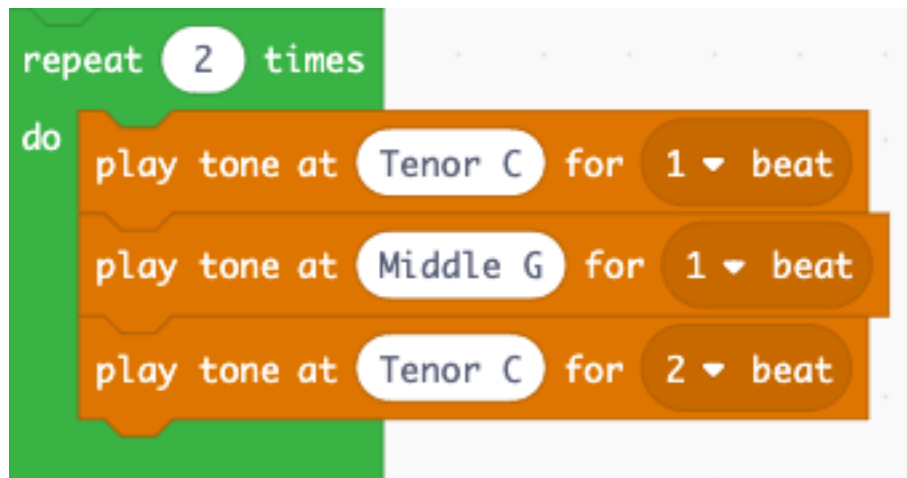 repeat 2 times
do
play tone at Tenor C for 1 beat
play tone at Middle G for 1 beat
play tone at Tenor C for 2 beat